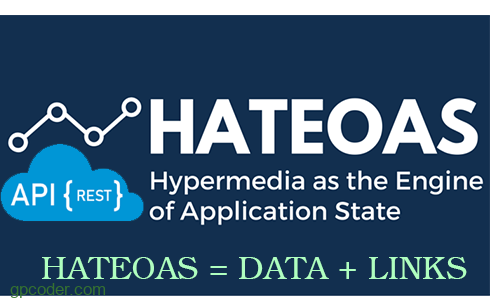 HATEOAS
Hypermedia as the Engine
of Application State
API {REST}
HATEOAS = DATA + LINKS
gpcoder.com